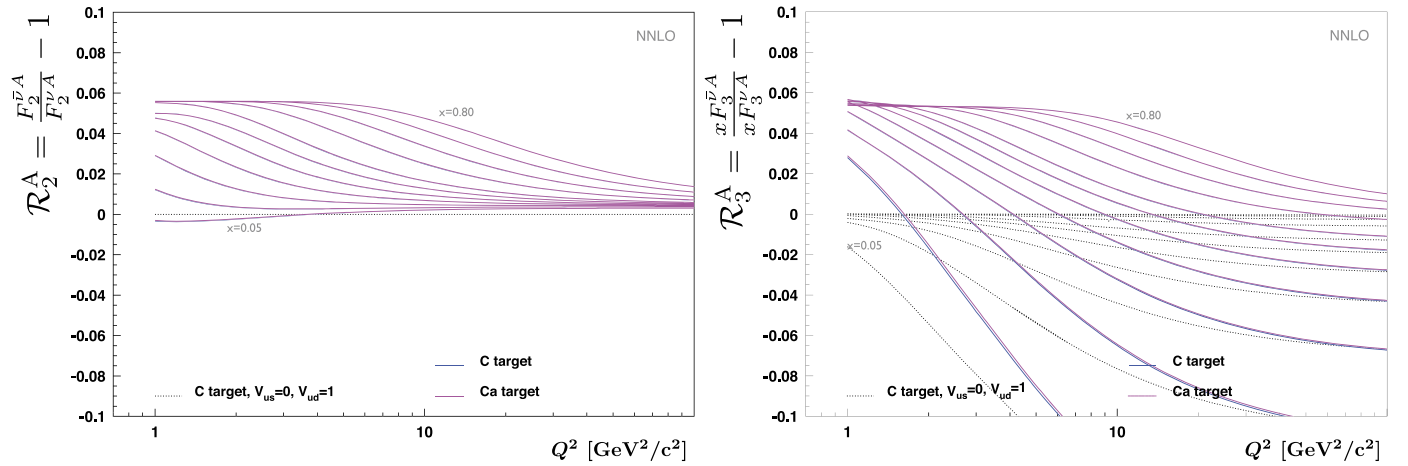 R₂ᴬ = F₂^ν̄A / F₂^νA − 1
0.1
0.08
0.06
0.04
0.02
0
-0.02
-0.04
-0.06
-0.08
-0.1
NNLO
x=0.80
x=0.05
C target
C target, V_us=0, V_ud=1
Ca target
1
10
Q² [GeV²/c²]
R₃ᴬ = xF₃^ν̄A / xF₃^νA − 1
0.1
0.08
0.06
0.04
0.02
0
-0.02
-0.04
-0.06
-0.08
-0.1
NNLO
x=0.80
x=0.05
C target
C target, V_us=0, V_ud=1
Ca target
1
10
Q² [GeV²/c²]